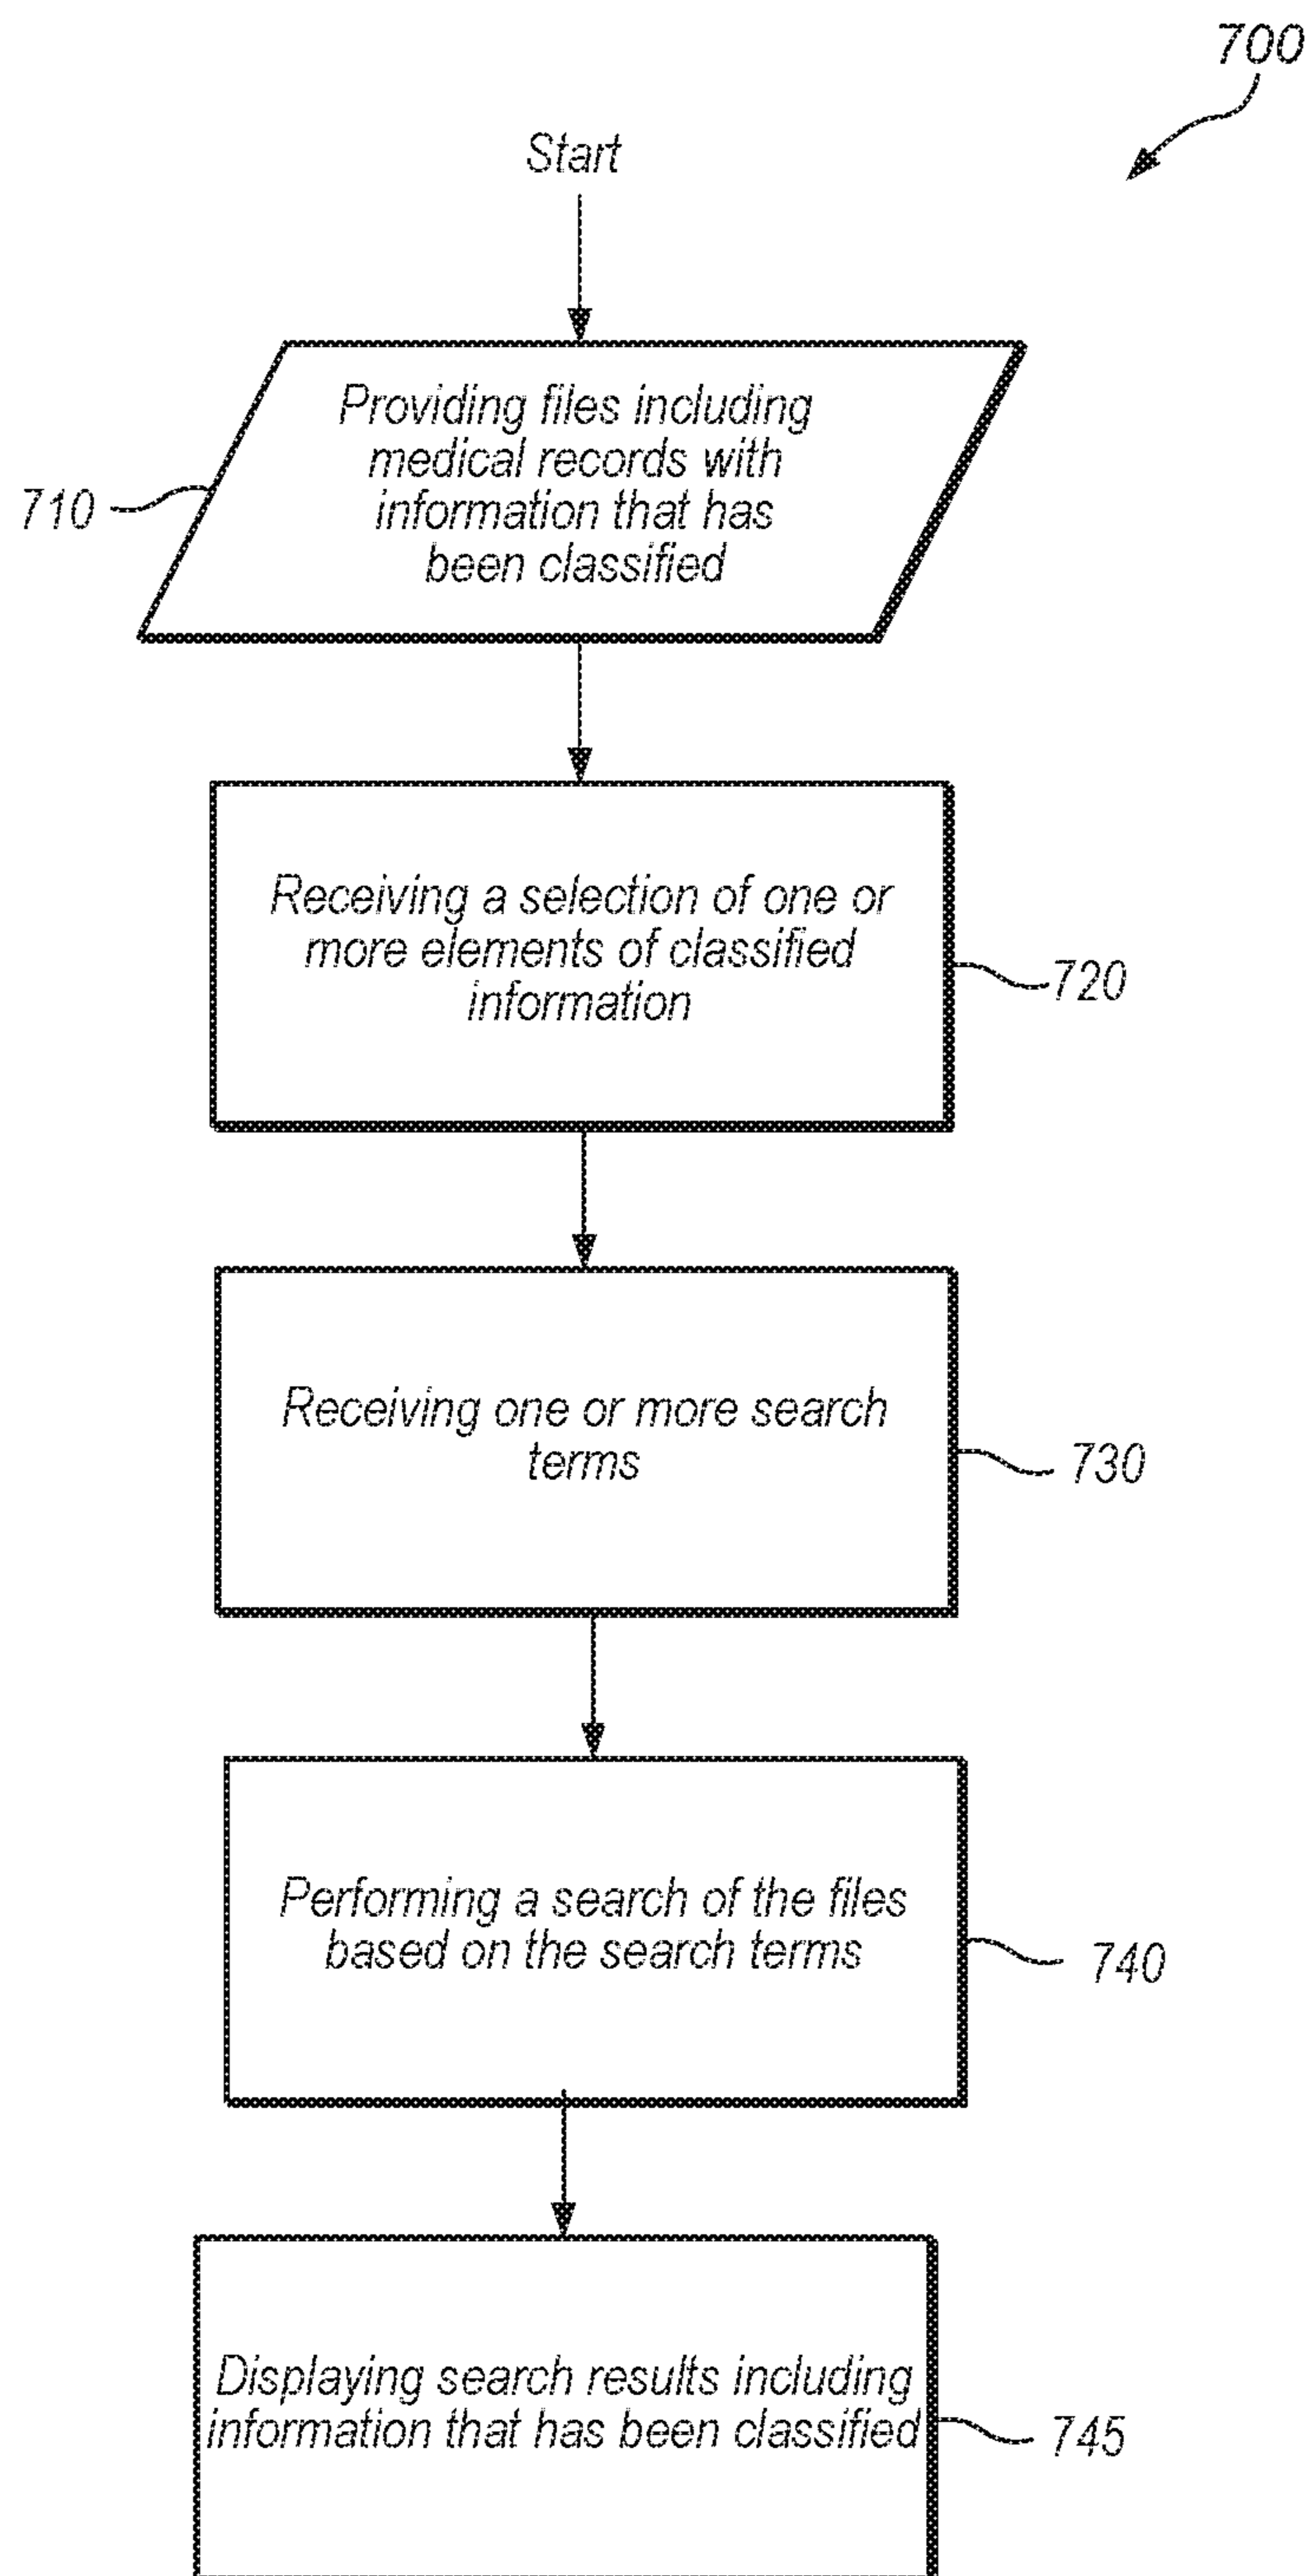 700
Start
Providing files including
medical records with
information that has
been classified
710
Receiving a selection of one or
more elements of classified
information
720
Receiving one or more search
terms
730
Performing a search of the files
based on the search terms
740
Displaying search results including
information that has been classified
745